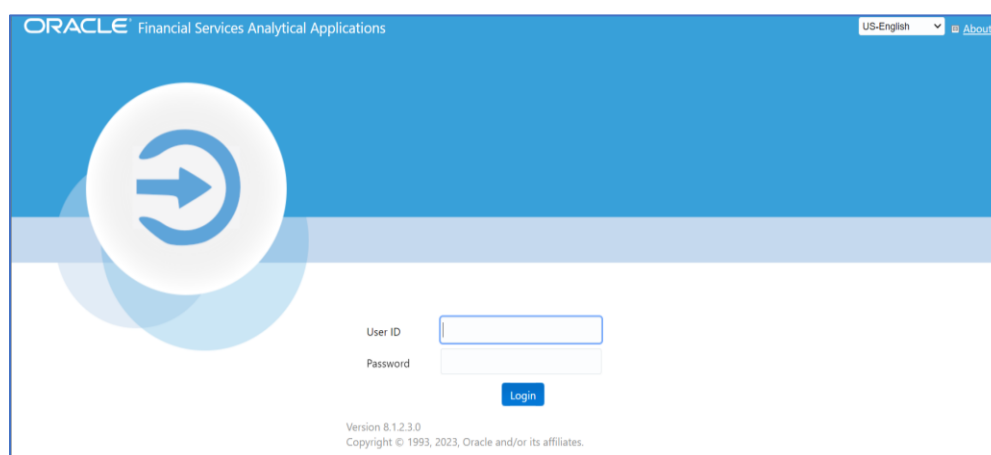 ORACLE® Financial Services Analytical Applications
US-English
About
User ID
Password
Login
Version 8.1.2.3.0
Copyright © 1993, 2023, Oracle and/or its affiliates.